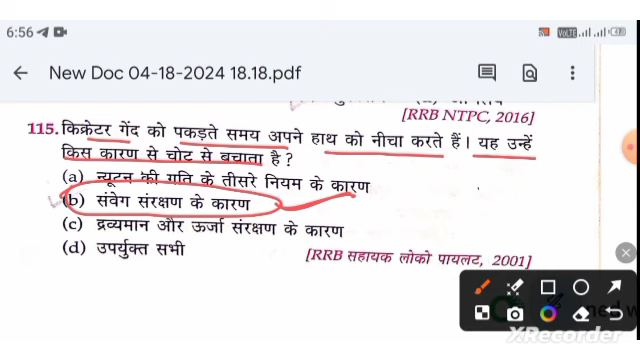 6:56
VoLTE
New Doc 04-18-2024 18.18.pdf
[RRB NTPC, 2016]
115. किक्रेटर गेंद को पकड़ते समय अपने हाथ को नीचा करते हैं। यह उन्हें
किस कारण से चोट से बचाता है?
(a) न्यूटन की गति के तीसरे नियम के कारण
(b) संवेग संरक्षण के कारण
(c) द्रव्यमान और ऊर्जा संरक्षण के कारण
(d) उपर्युक्त सभी
[RRB सहायक लोको पायलट, 2001]
XRecorder